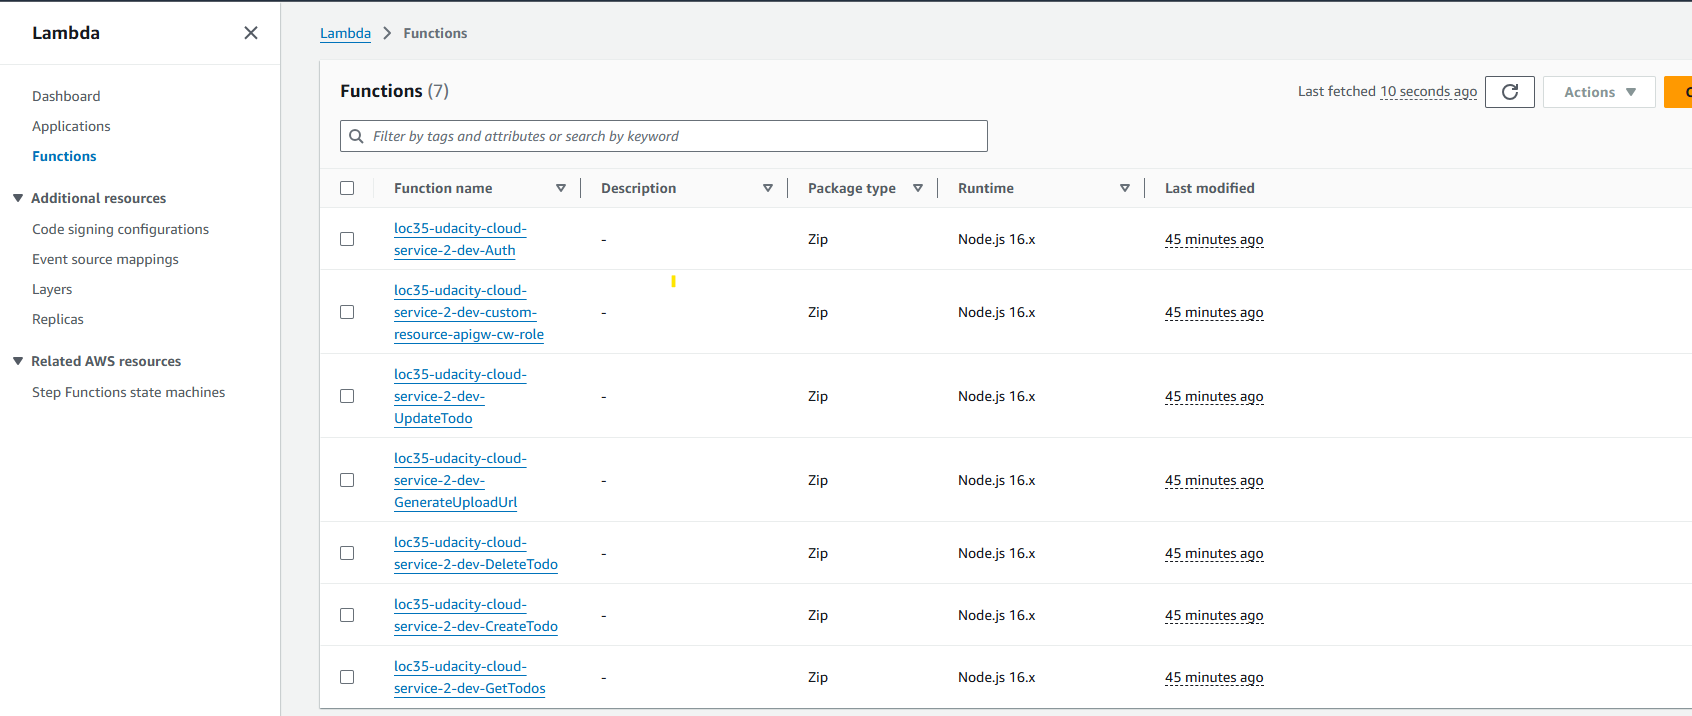 Lambda
Dashboard
Applications
Functions
Additional resources
Code signing configurations
Event source mappings
Layers
Replicas
Related AWS resources
Step Functions state machines
Lambda > Functions
Functions (7)
Last fetched 10 seconds ago
Actions
Filter by tags and attributes or search by keyword
Function name Description Package type Runtime Last modified
loc35-udacity-cloud-
service-2-dev-Auth
- Zip Node.js 16.x 45 minutes ago
loc35-udacity-cloud-
service-2-dev-custom-
resource-apigw-cw-role
- Zip Node.js 16.x 45 minutes ago
loc35-udacity-cloud-
service-2-dev-
UpdateTodo
- Zip Node.js 16.x 45 minutes ago
loc35-udacity-cloud-
service-2-dev-
GenerateUploadUrl
- Zip Node.js 16.x 45 minutes ago
loc35-udacity-cloud-
service-2-dev-DeleteTodo
- Zip Node.js 16.x 45 minutes ago
loc35-udacity-cloud-
service-2-dev-CreateTodo
- Zip Node.js 16.x 45 minutes ago
loc35-udacity-cloud-
service-2-dev-GetTodos
- Zip Node.js 16.x 45 minutes ago